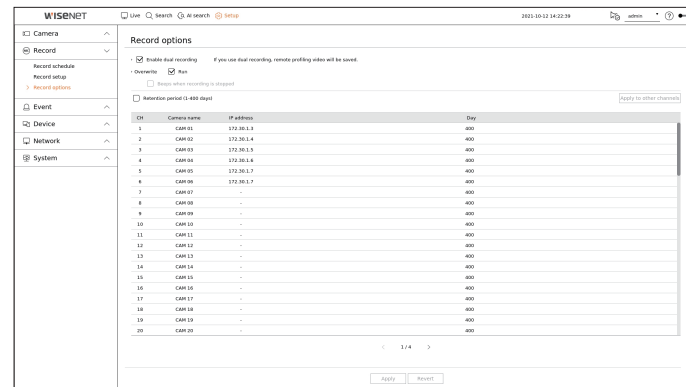 WISENET
Live Search AI search Setup 2021-10-12 14:22:39 admin
Camera
Record
Record schedule
Record setup
Record options
Event
Device
Network
System
Record options
Enable dual recording If you use dual recording, remote profiling video will be saved.
Overwrite Run
Beeps when recording is stopped
Retention period (1-400 days) Apply to other channels
CH Camera name IP address Day
1 CAM 01 172.30.1.3 400
2 CAM 02 172.30.1.4 400
3 CAM 03 172.30.1.5 400
4 CAM 04 172.30.1.6 400
5 CAM 05 172.30.1.7 400
6 CAM 06 172.30.1.7 400
7 CAM 07 - 400
8 CAM 08 - 400
9 CAM 09 - 400
10 CAM 10 - 400
11 CAM 11 - 400
12 CAM 12 - 400
13 CAM 13 - 400
14 CAM 14 - 400
15 CAM 15 - 400
16 CAM 16 - 400
17 CAM 17 - 400
18 CAM 18 - 400
19 CAM 19 - 400
20 CAM 20 - 400
< 1/4 >
Apply Revert